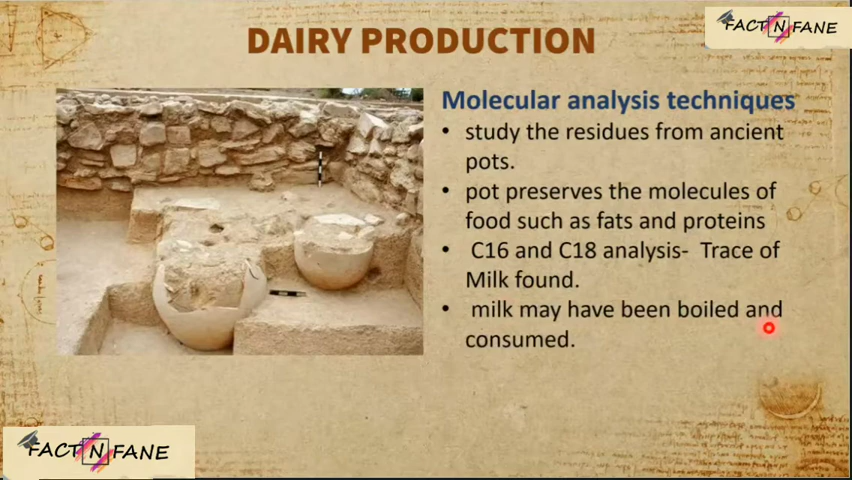 FACT N FANE
DAIRY PRODUCTION
Molecular analysis techniques
• study the residues from ancient
pots.
• pot preserves the molecules of
food such as fats and proteins
• C16 and C18 analysis- Trace of
Milk found.
• milk may have been boiled and
consumed.
FACT N FANE